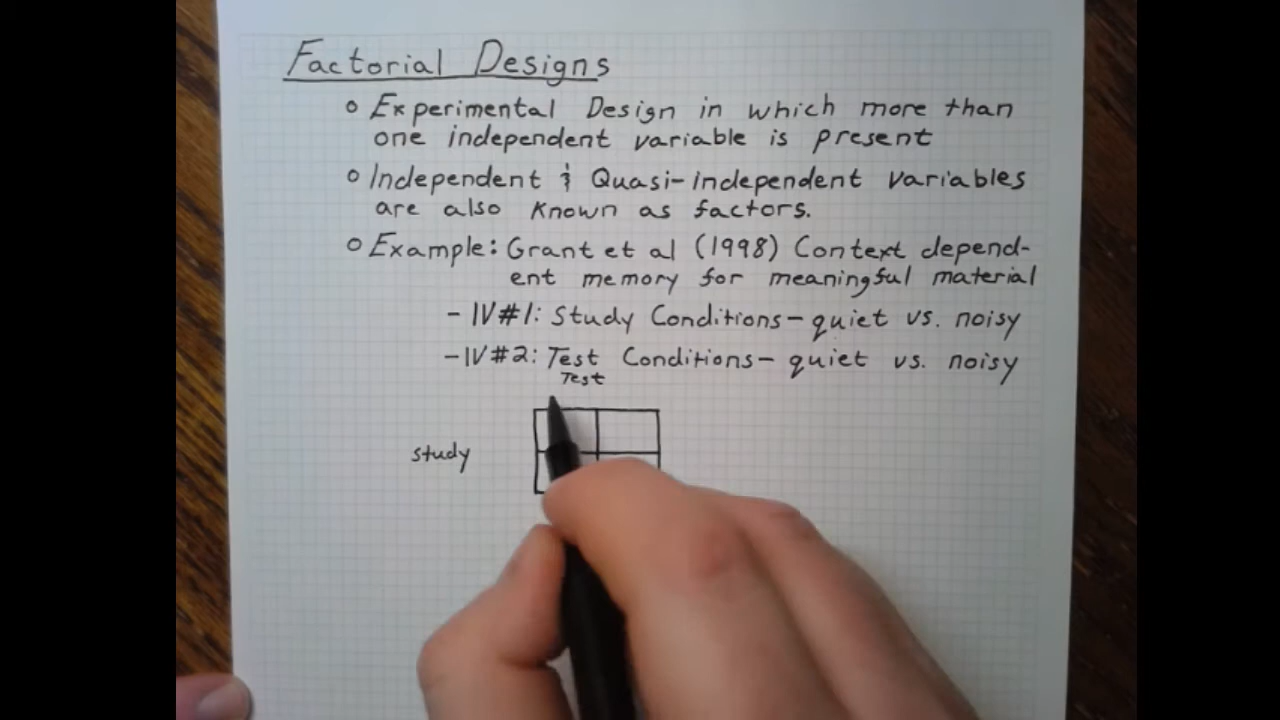 Factorial Designs
o Experimental Design in which more than
one independent variable is present
o Independent & Quasi-independent variables
are also known as factors.
o Example: Grant et al (1998) Context depend-
ent memory for meaningful material
- IV#1: Study Conditions- quiet vs. noisy
-IV#2: Test Conditions- quiet vs. noisy
Test
study